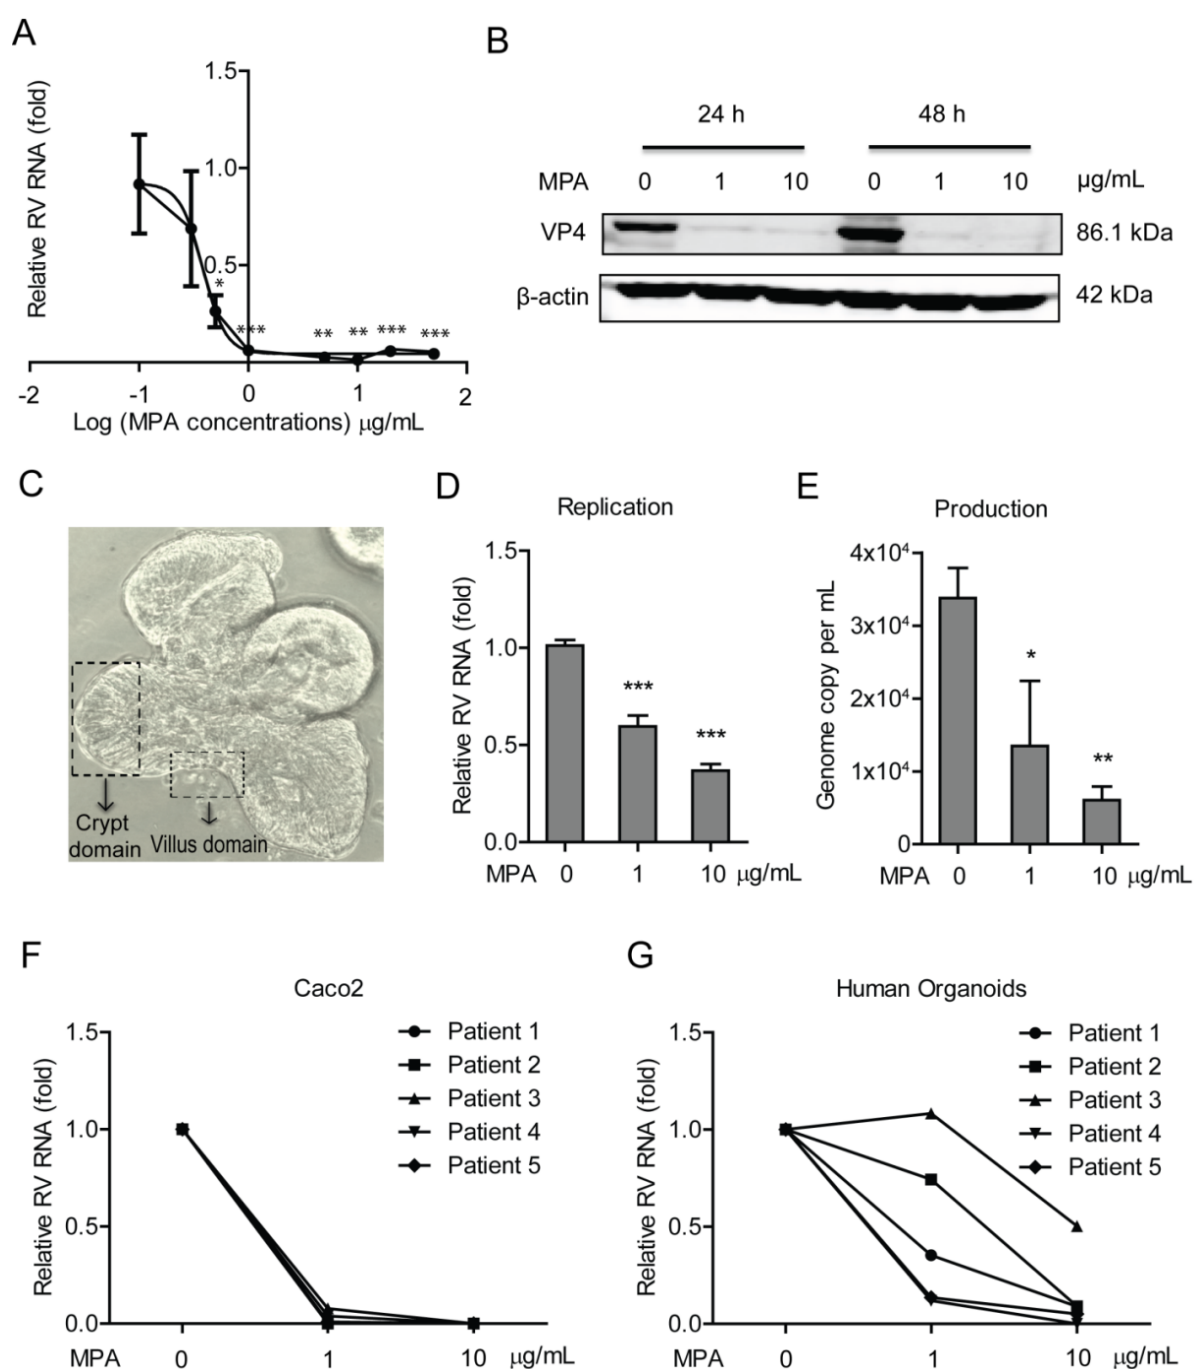 A
Relative RV RNA (fold)
1.5
1.0
0.5
*
***
**
**
***
***
-2
-1
0
1
2
Log (MPA concentrations) μg/mL
B
24 h
48 h
MPA 0 1 10 0 1 10 μg/mL
VP4
86.1 kDa
β-actin
42 kDa
C
Crypt
domain
Villus domain
D
Replication
Relative RV RNA (fold)
1.5
1.0
0.5
0.0
***
***
MPA 0 1 10 μg/mL
E
Production
Genome copy per mL
4x10⁴
3x10⁴
2x10⁴
1x10⁴
0
*
**
MPA 0 1 10 μg/mL
F
Caco2
Relative RV RNA (fold)
1.5
1.0
0.5
0.0
Patient 1
Patient 2
Patient 3
Patient 4
Patient 5
MPA 0 1 10 μg/mL
G
Human Organoids
Relative RV RNA (fold)
1.5
1.0
0.5
0.0
Patient 1
Patient 2
Patient 3
Patient 4
Patient 5
MPA 0 1 10 μg/mL